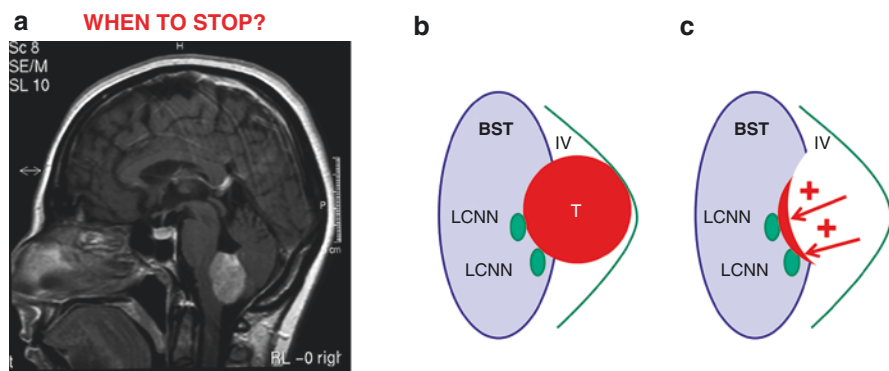 a
WHEN TO STOP?
Sc 8
SE/M
SL 10
H
P
cm
t
RL -0 righ
b
BST
IV
T
LCNN
LCNN
c
BST
IV
+
+
LCNN
LCNN